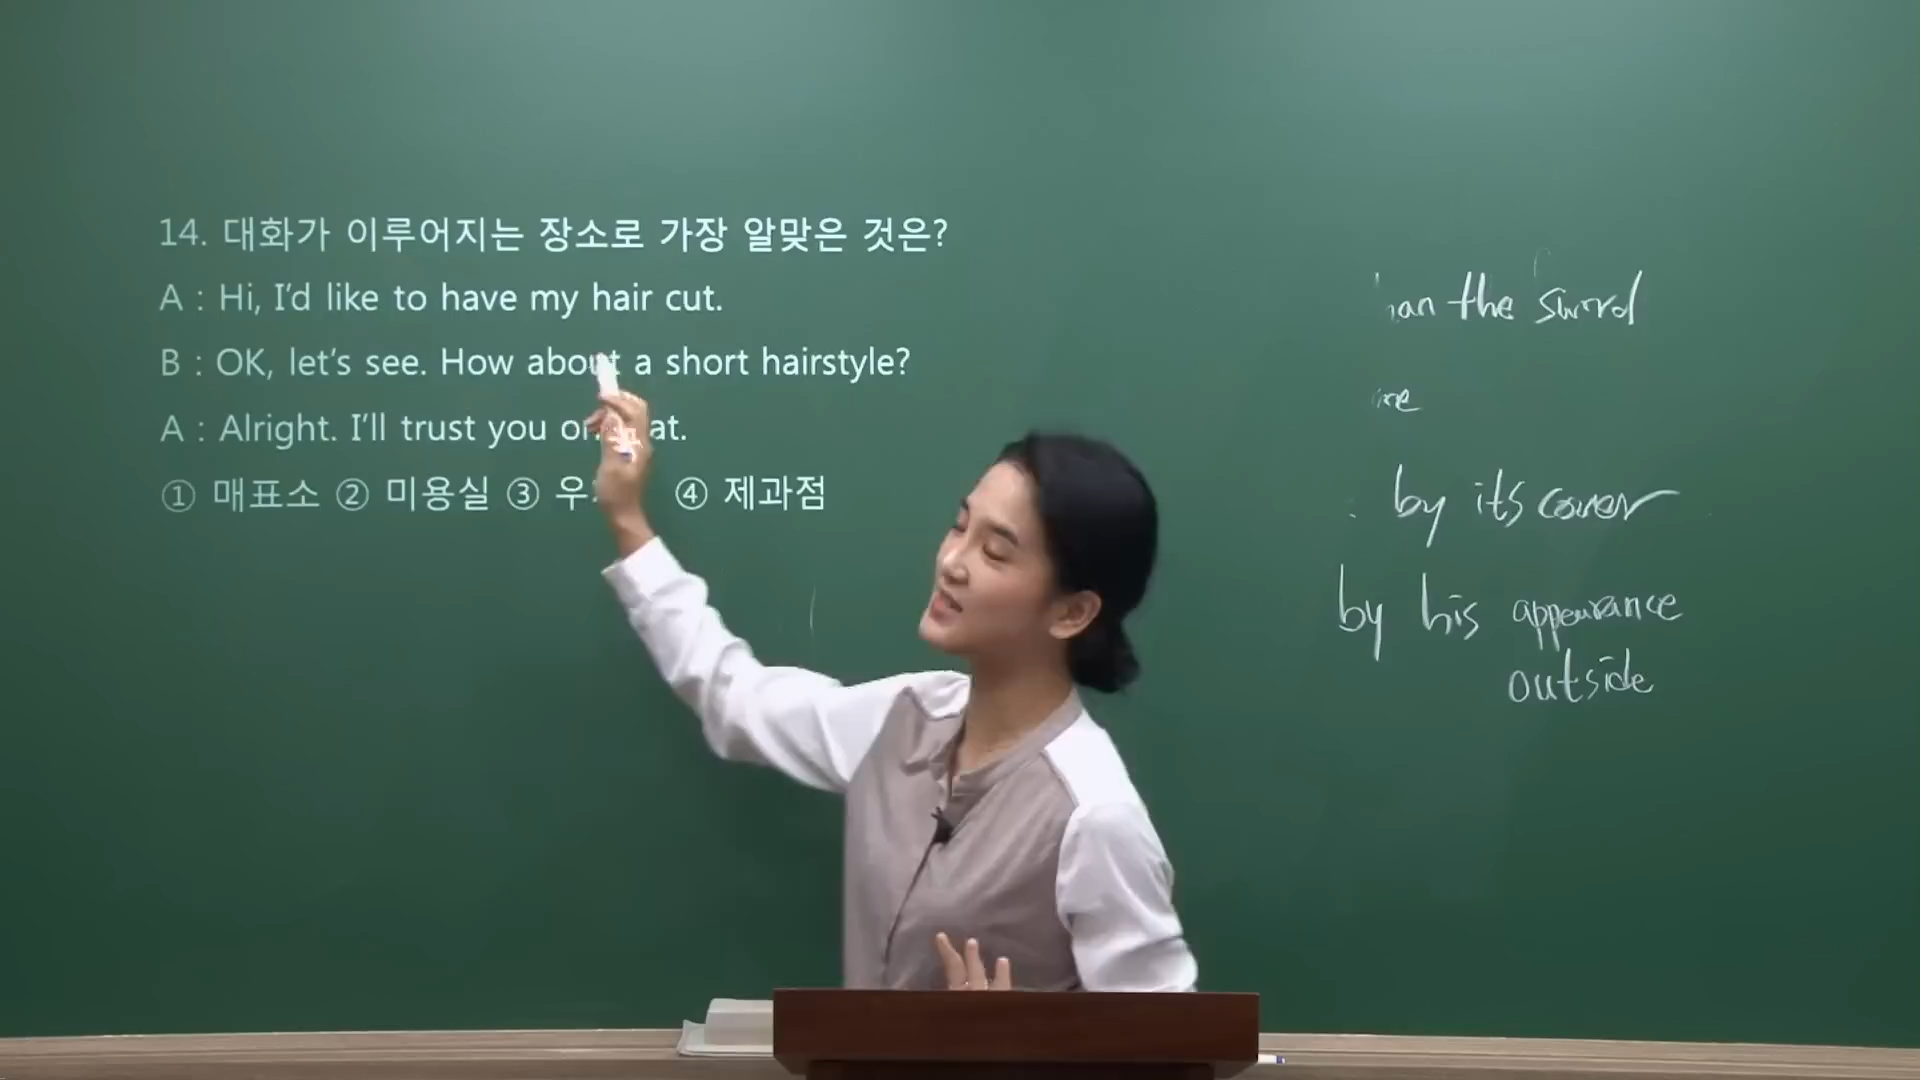 14. 대화가 이루어지는 장소로 가장 알맞은 것은?
A : Hi, I'd like to have my hair cut.
B : OK, let's see. How about a short hairstyle?
A : Alright. I'll trust you
① 매표소 ② 미용실 ③ ④ 제과점
the sword
by its cover
by his appearance
outside